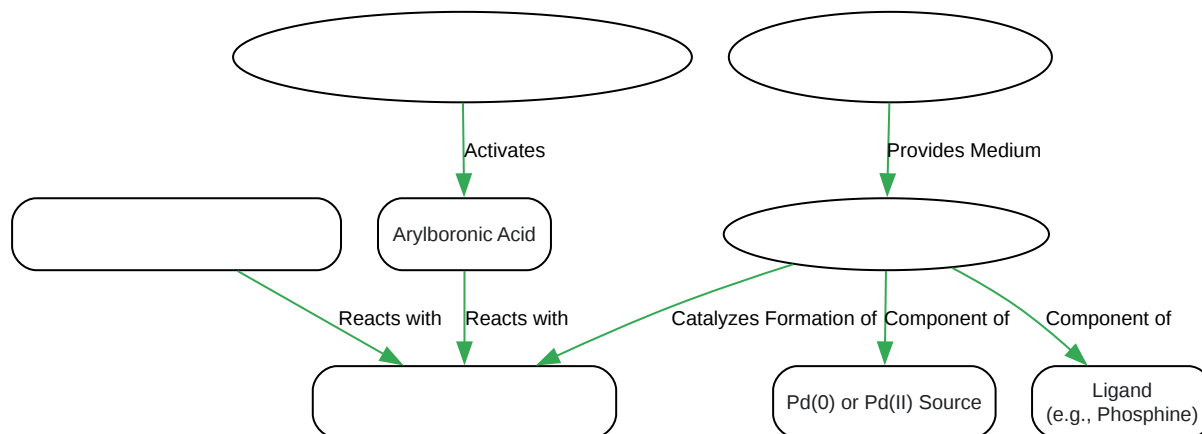 Activates
Provides Medium
Arylboronic Acid
Reacts with
Reacts with
Catalyzes Formation of
Component of
Component of
Pd(0) or Pd(II) Source
Ligand
(e.g., Phosphine)